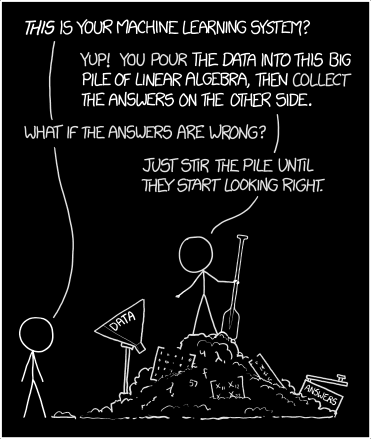 THIS IS YOUR MACHINE LEARNING SYSTEM?
YUP! YOU POUR THE DATA INTO THIS BIG
PILE OF LINEAR ALGEBRA, THEN COLLECT
THE ANSWERS ON THE OTHER SIDE.
WHAT IF THE ANSWERS ARE WRONG?
JUST STIR THE PILE UNTIL
THEY START LOOKING RIGHT.
DATA
ANSWERS